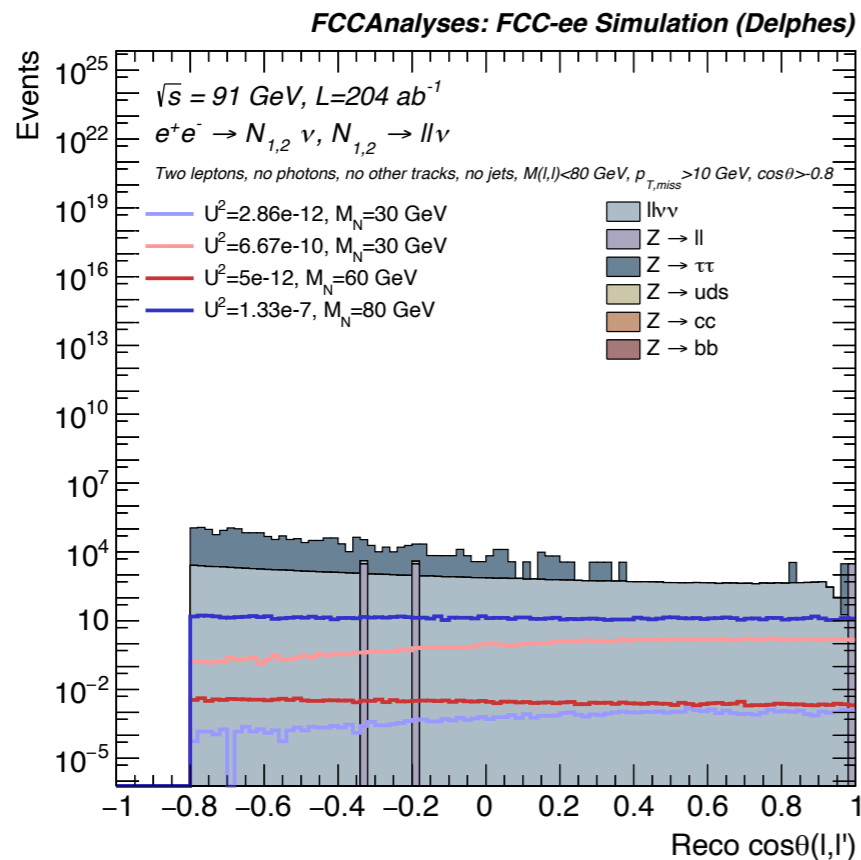 FCCAnalyses: FCC-ee Simulation (Delphes)
Events
10^25
10^22
10^19
10^16
10^13
10^10
10^7
10^4
10
10^−2
10^−5
√s = 91 GeV, L=204 ab^-1
e^+e^- → N_1,2 ν, N_1,2 → llν
Two leptons, no photons, no other tracks, no jets, M(l,l)<80 GeV, p_T,miss >10 GeV, cosθ>-0.8
U^2=2.86e-12, M_N=30 GeV
U^2=6.67e-10, M_N=30 GeV
U^2=5e-12, M_N=60 GeV
U^2=1.33e-7, M_N=80 GeV
llνν
Z → ll
Z → ττ
Z → uds
Z → cc
Z → bb
−1 −0.8 −0.6 −0.4 −0.2 0 0.2 0.4 0.6 0.8 1
Reco cosθ(l,l')